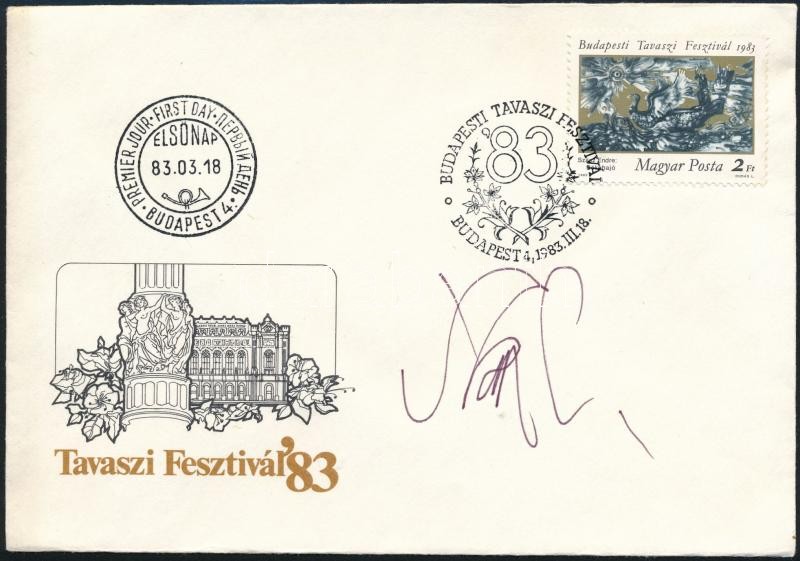 Budapesti Tavaszi Fesztivál 1983
Endre:
Magyar Posta 2 Ft
PREMIER JOUR · FIRST DAY · ПЕРВЫЙ ДЕНЬ ·
ELSŐNAP
83.03.18
BUDAPEST 4.
BUDAPESTI TAVASZI FESZTIVÁL
83
BUDAPEST 4, 1983.III.18.
Tavaszi Fesztivál '83